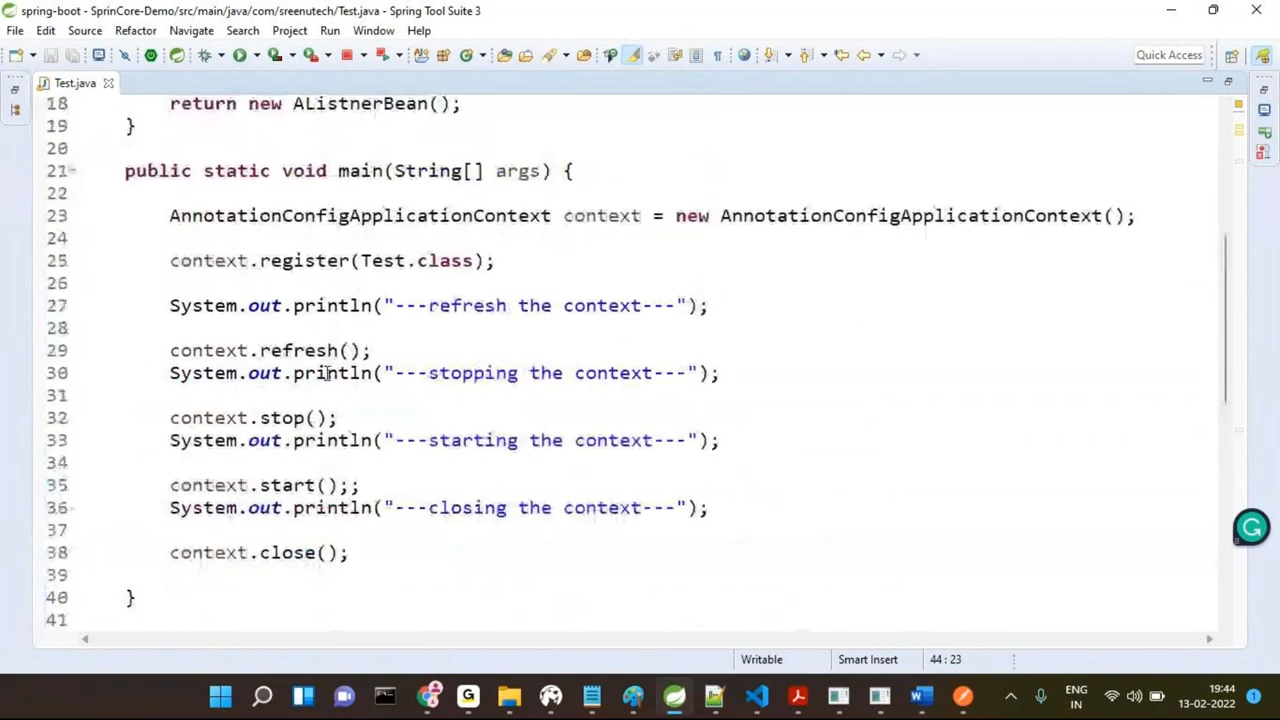 spring-boot - SprinCore-Demo/src/main/java/com/sreenutech/Test.java - Spring Tool Suite 3
File Edit Source Refactor Navigate Search Project Run Window Help
Quick Access
Test.java
18 return new AListnerBean();
19 }
20
21 public static void main(String[] args) {
22
23 AnnotationConfigApplicationContext context = new AnnotationConfigApplicationContext();
24
25 context.register(Test.class);
26
27 System.out.println("---refresh the context---");
28
29 context.refresh();
30 System.out.println("---stopping the context---");
31
32 context.stop();
33 System.out.println("---starting the context---");
34
35 context.start();;
36 System.out.println("---closing the context---");
37
38 context.close();
39
40 }
41
Writable Smart Insert 44 : 23
ENG 19:44
IN 13-02-2022